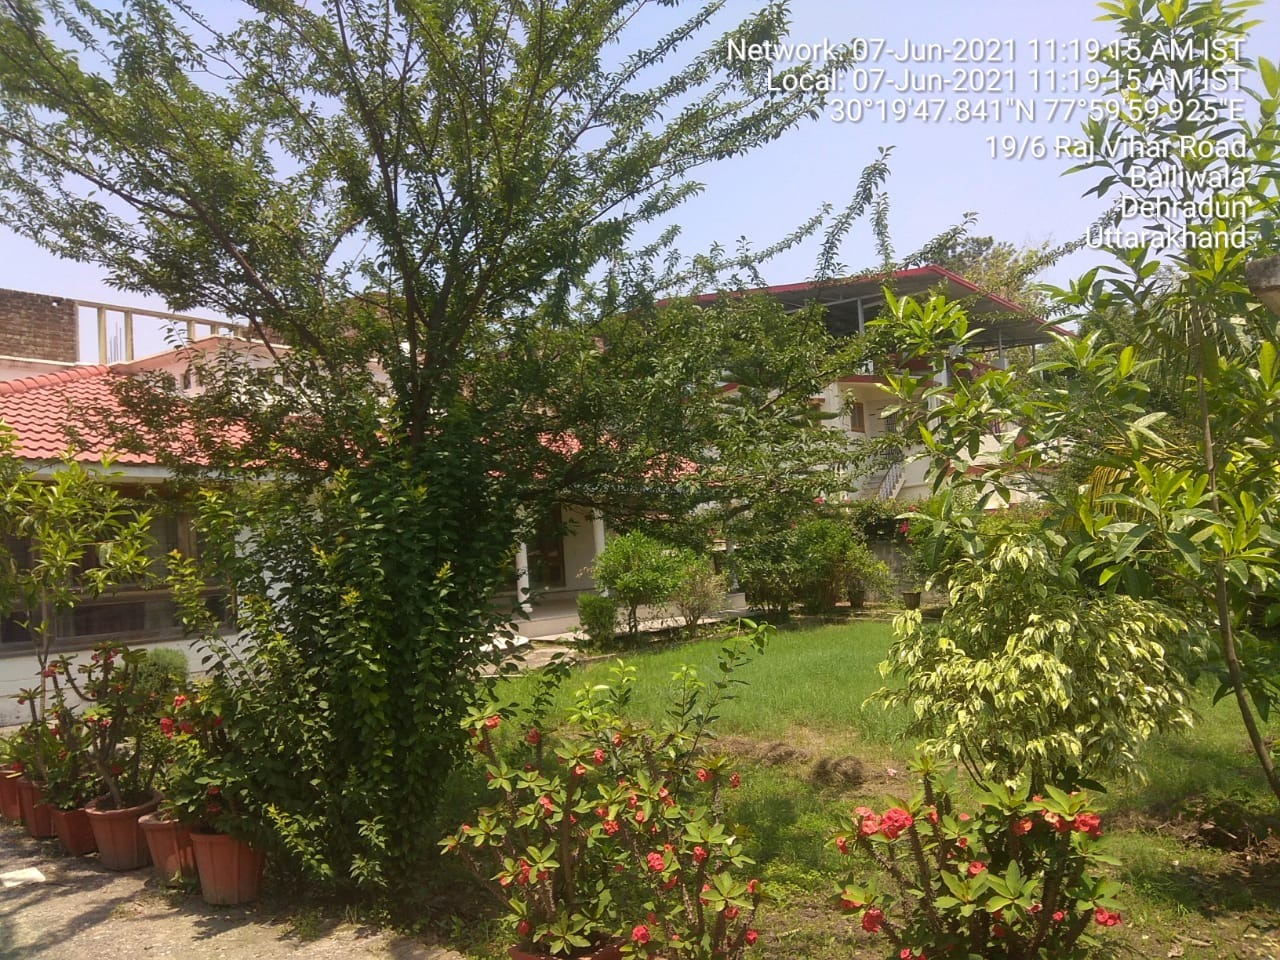 Network: 07-Jun-2021 11:19:15 AM IST
Local: 07-Jun-2021 11:19:15 AM IST
30°19'47.841"N 77°59'59.925"E
19/6 Raj Vihar Road
Balliwala
Dehradun
Uttarakhand